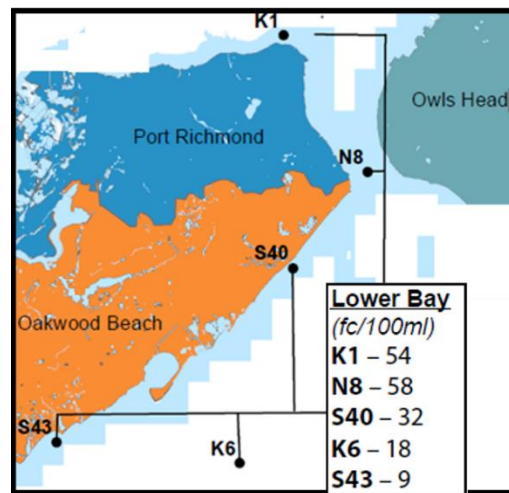 K1
Owls Head
Port Richmond
N8
S40
Oakwood Beach
S43
K6
Lower Bay
(fc/100ml)
K1 – 54
N8 – 58
S40 – 32
K6 – 18
S43 – 9